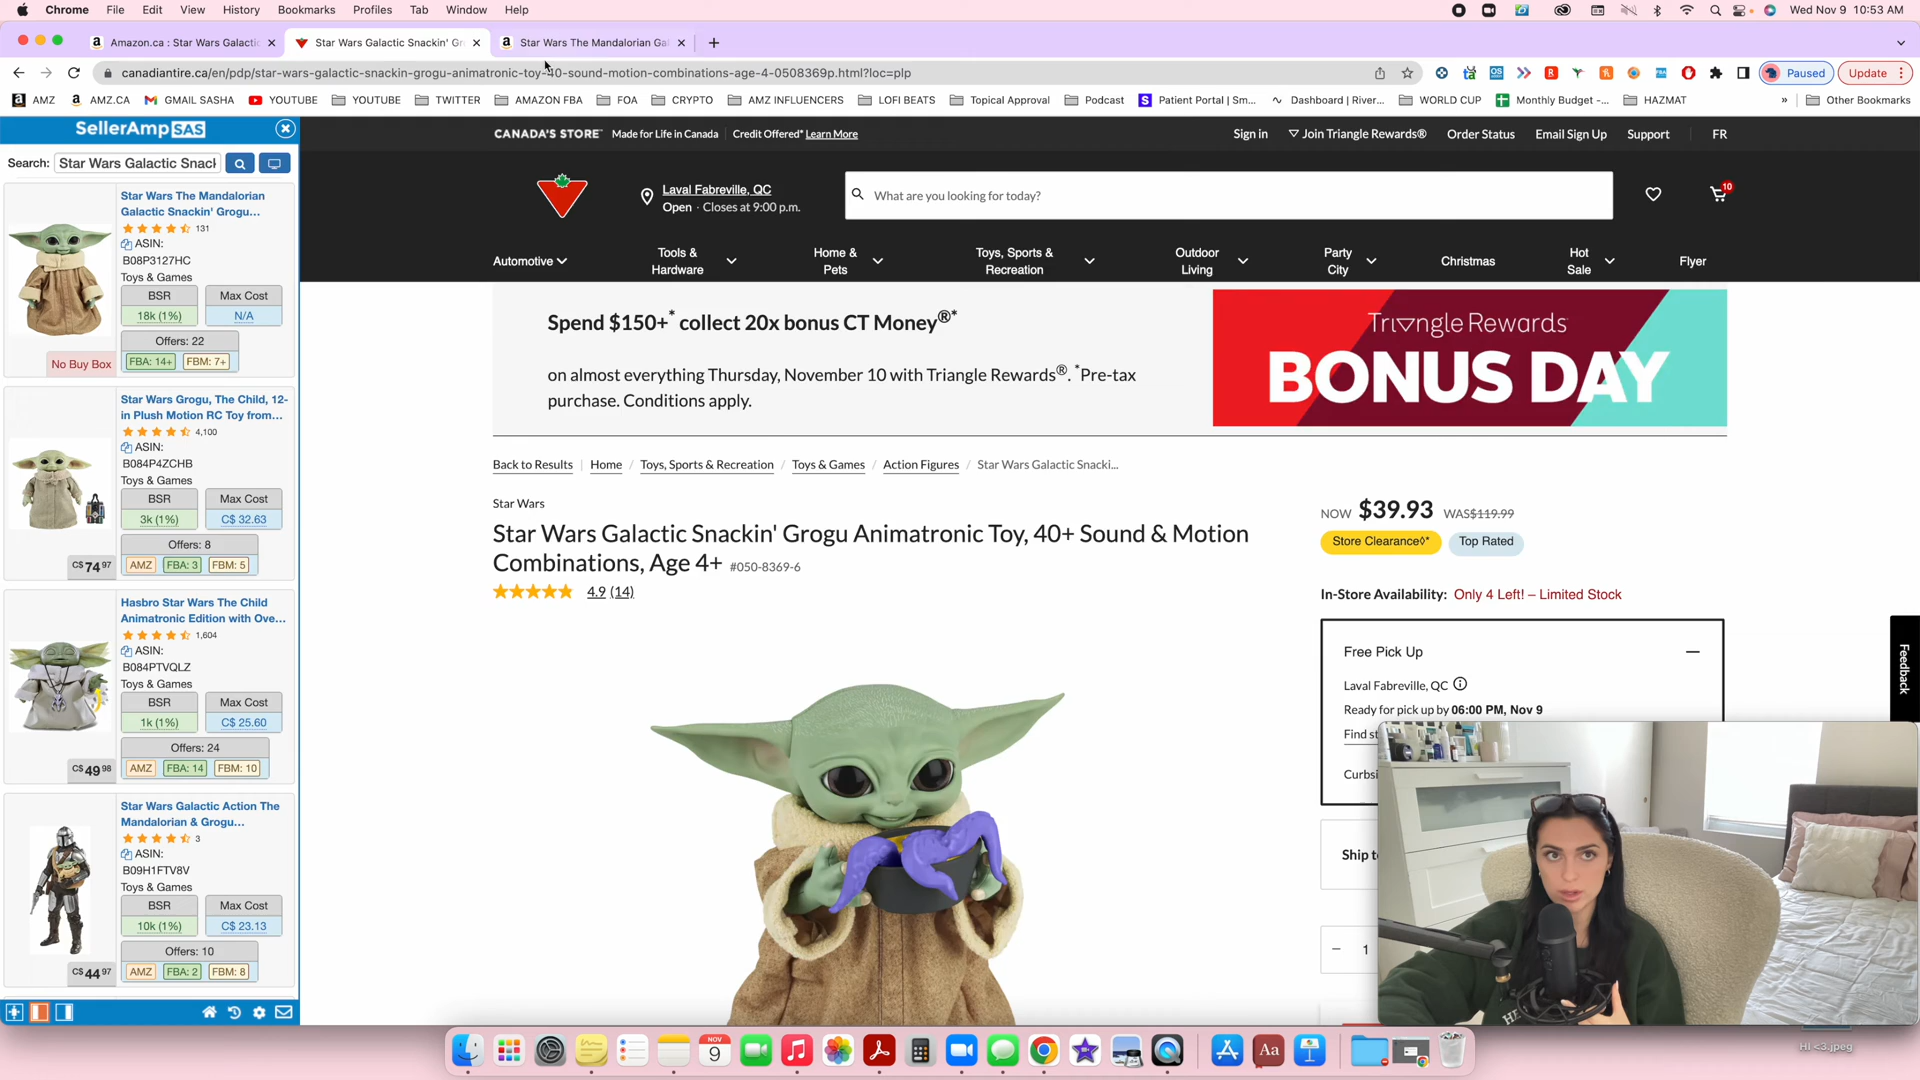 Chrome File Edit View History Bookmarks Profiles Tab Window Help Wed Nov 9 10:53 AM
Amazon.ca : Star Wars Galactic
Star Wars Galactic Snackin' Gr
Star Wars The Mandalorian Ga
canadiantire.ca/en/pdp/star-wars-galactic-snackin-grogu-animatronic-toy-40-sound-motion-combinations-age-4-0508369p.html?loc=plp
Paused
Update
AMZ AMZ.CA GMAIL SASHA YOUTUBE YOUTUBE TWITTER AMAZON FBA FOA CRYPTO AMZ INFLUENCERS LOFI BEATS Topical Approval Podcast Patient Portal | Sm... Dashboard | River... WORLD CUP Monthly Budget -... HAZMAT » Other Bookmarks
SellerAmp SAS
Search: Star Wars Galactic Snack
Star Wars The Mandalorian
Galactic Snackin' Grogu...
131
ASIN:
B08P3127HC
Toys & Games
BSR Max Cost
18k (1%) N/A
Offers: 22
No Buy Box FBA: 14+ FBM: 7+
Star Wars Grogu, The Child, 12-
in Plush Motion RC Toy from...
4,100
ASIN:
B084P4ZCHB
Toys & Games
BSR Max Cost
3k (1%) C$ 32.63
Offers: 8
C$ 74.97 AMZ FBA: 3 FBM: 5
Hasbro Star Wars The Child
Animatronic Edition with Ove...
1,604
ASIN:
B084PTVQLZ
Toys & Games
BSR Max Cost
1k (1%) C$ 25.60
Offers: 24
C$ 49.98 AMZ FBA: 14 FBM: 10
Star Wars Galactic Action The
Mandalorian & Grogu...
3
ASIN:
B09H1FTV8V
Toys & Games
BSR Max Cost
10k (1%) C$ 23.13
Offers: 10
C$ 44.97 AMZ FBA: 2 FBM: 8
CANADA'S STORE™ Made for Life in Canada Credit Offered* Learn More
Sign in Join Triangle Rewards® Order Status Email Sign Up Support FR
Laval Fabreville, QC
Open · Closes at 9:00 p.m.
What are you looking for today?
10
Automotive
Tools & Hardware
Home & Pets
Toys, Sports & Recreation
Outdoor Living
Party City
Christmas
Hot Sale
Flyer
Spend $150+* collect 20x bonus CT Money®*
on almost everything Thursday, November 10 with Triangle Rewards®. *Pre-tax
purchase. Conditions apply.
Triangle Rewards
BONUS DAY
Back to Results Home / Toys, Sports & Recreation / Toys & Games / Action Figures / Star Wars Galactic Snacki...
Star Wars
Star Wars Galactic Snackin' Grogu Animatronic Toy, 40+ Sound & Motion
Combinations, Age 4+ #050-8369-6
4.9 (14)
NOW $39.93 WAS $119.99
Store Clearance◊* Top Rated
In-Store Availability: Only 4 Left! – Limited Stock
Free Pick Up
Laval Fabreville, QC
Ready for pick up by 06:00 PM, Nov 9
Find st
Curbsi
Ship to
1
Feedback
NOV
9
Aa
HI <3.jpeg